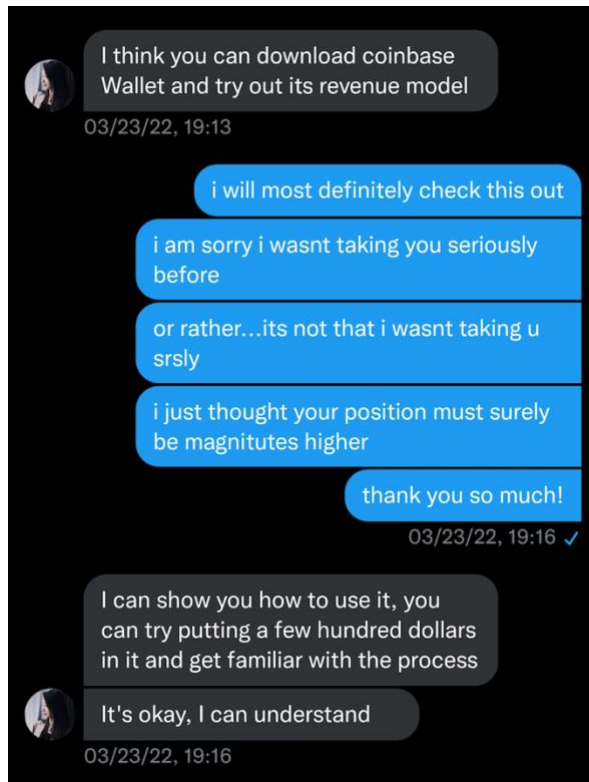 I think you can download coinbase
Wallet and try out its revenue model
03/23/22, 19:13
i will most definitely check this out
i am sorry i wasnt taking you seriously
before
or rather...its not that i wasnt taking u
srsly
i just thought your position must surely
be magnitutes higher
thank you so much!
03/23/22, 19:16
I can show you how to use it, you
can try putting a few hundred dollars
in it and get familiar with the process
It's okay, I can understand
03/23/22, 19:16